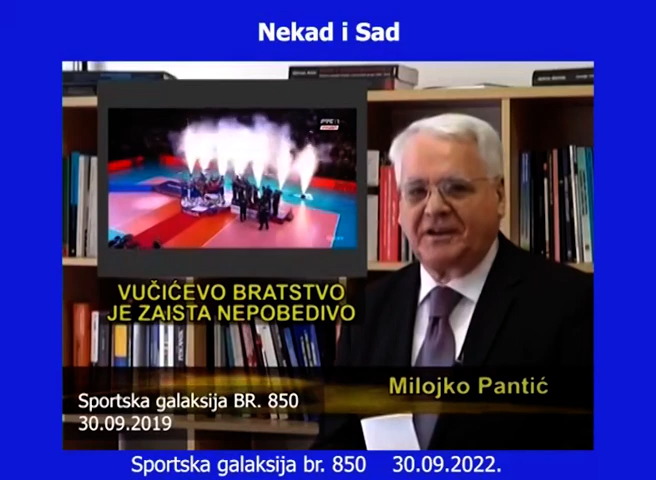 Nekad i Sad
VUČIĆEVO BRATSTVO
JE ZAISTA NEPOBEDIVO
Milojko Pantić
Sportska galaksija BR. 850
30.09.2019
Sportska galaksija br. 850 30.09.2022.